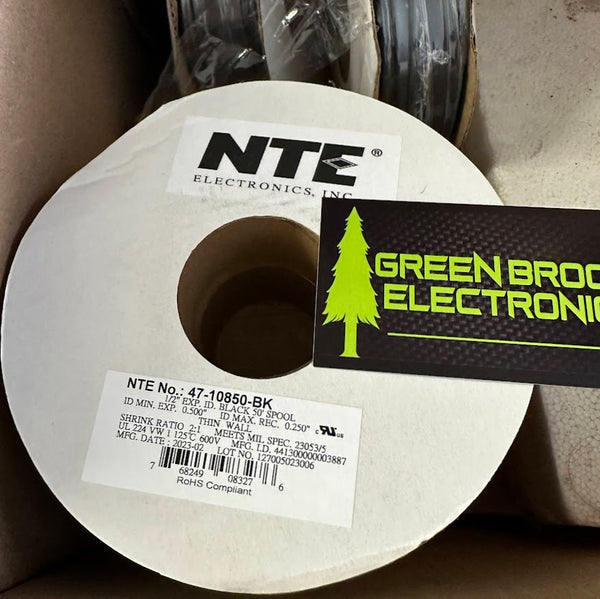 NTE®
ELECTRONICS, INC
GREEN BROO
ELECTRONIC
NTE No.: 47-10850-BK
1/2" EXP. ID. BLACK 50' SPOOL
ID MIN. EXP. 0.500" ID MAX. REC. 0.250"
THIN WALL
SHRINK RATIO 2:1 MEETS MIL SPEC. 23053/5
UL 224 VW 1 125°C 600V MFG. I.D. 441300000003887
MFG. DATE : 2023-02 LOT NO. 127005023006
7 68249 08327 6
RoHS Compliant